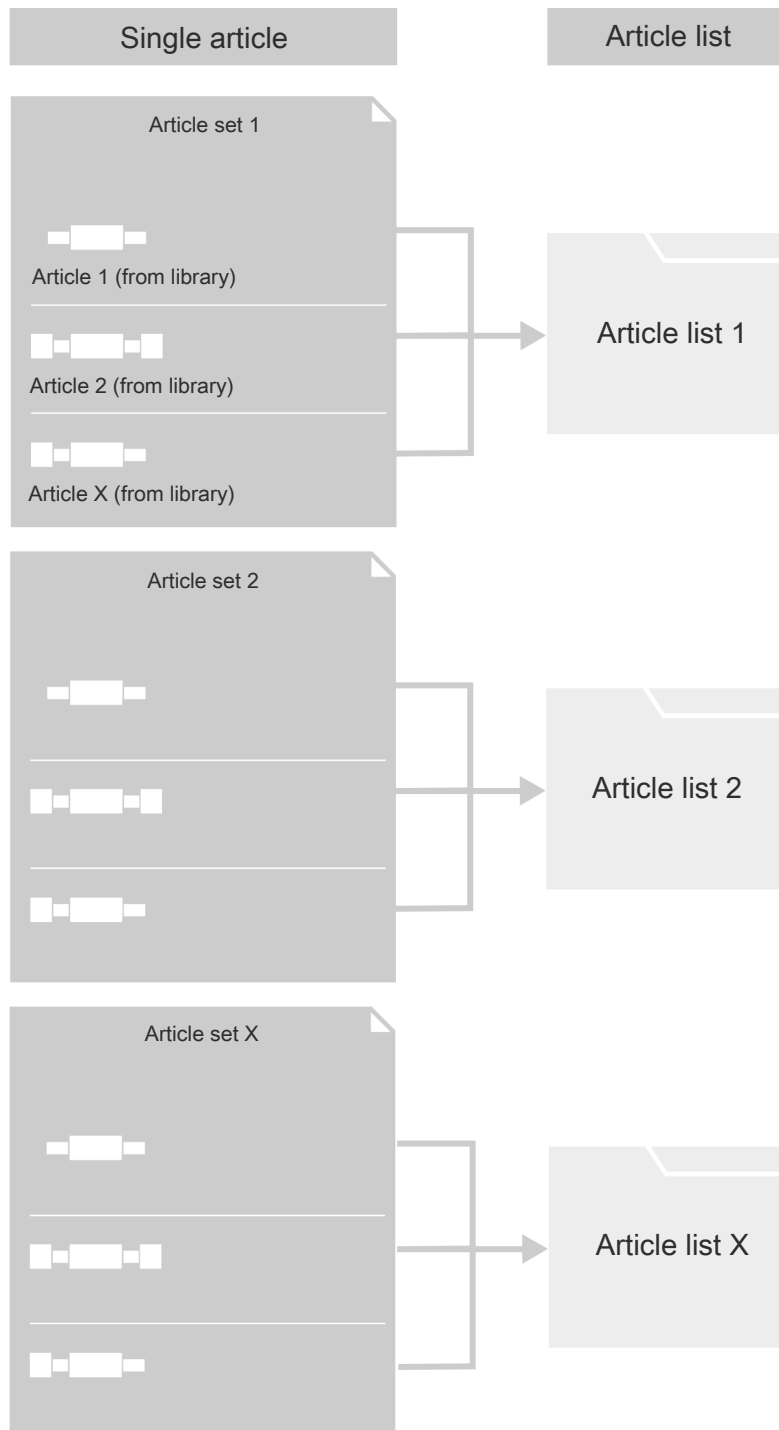 Single article
Article list
Article set 1
Article 1 (from library)
Article 2 (from library)
Article X (from library)
Article list 1
Article set 2
Article list 2
Article set X
Article list X